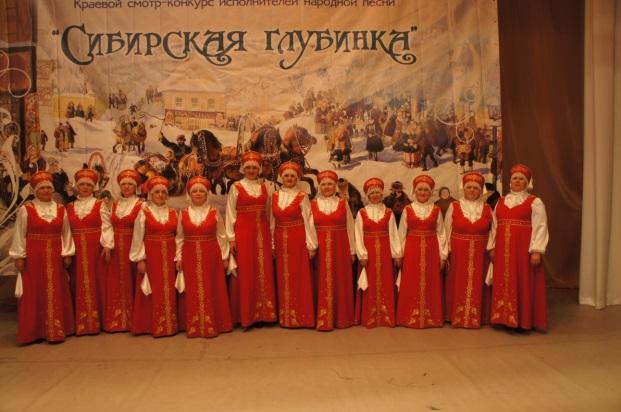 Краевой смотр-конкурс исполнителей народной песни
"Сибирская глубинка"